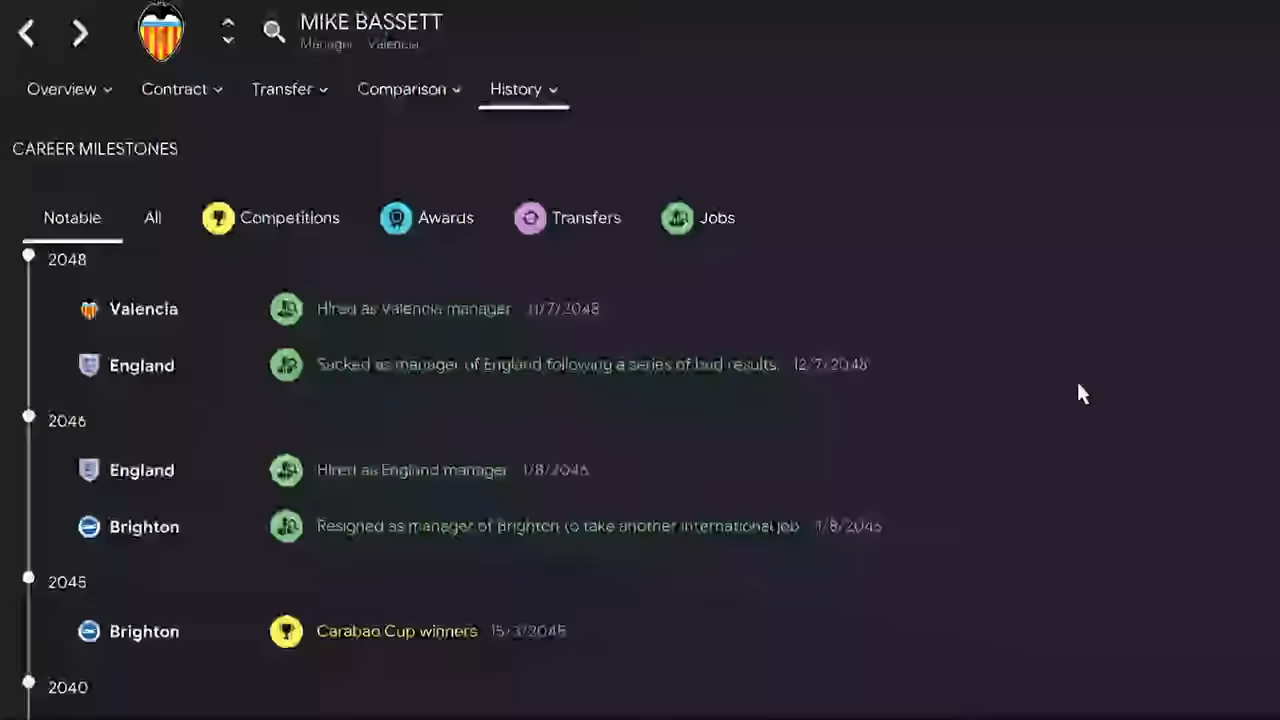 MIKE BASSETT
Manager Valencia
Overview Contract Transfer Comparison History
CAREER MILESTONES
Notable All Competitions Awards Transfers Jobs
2048
Valencia Hired as Valencia manager 11/7/2048
England Sacked as manager of England following a series of bad results. 12/7/2048
2046
England Hired as England manager 1/8/2046
Brighton Resigned as manager of Brighton to take another international job
2045
Brighton Carabao Cup winners 15/3/2045
2040